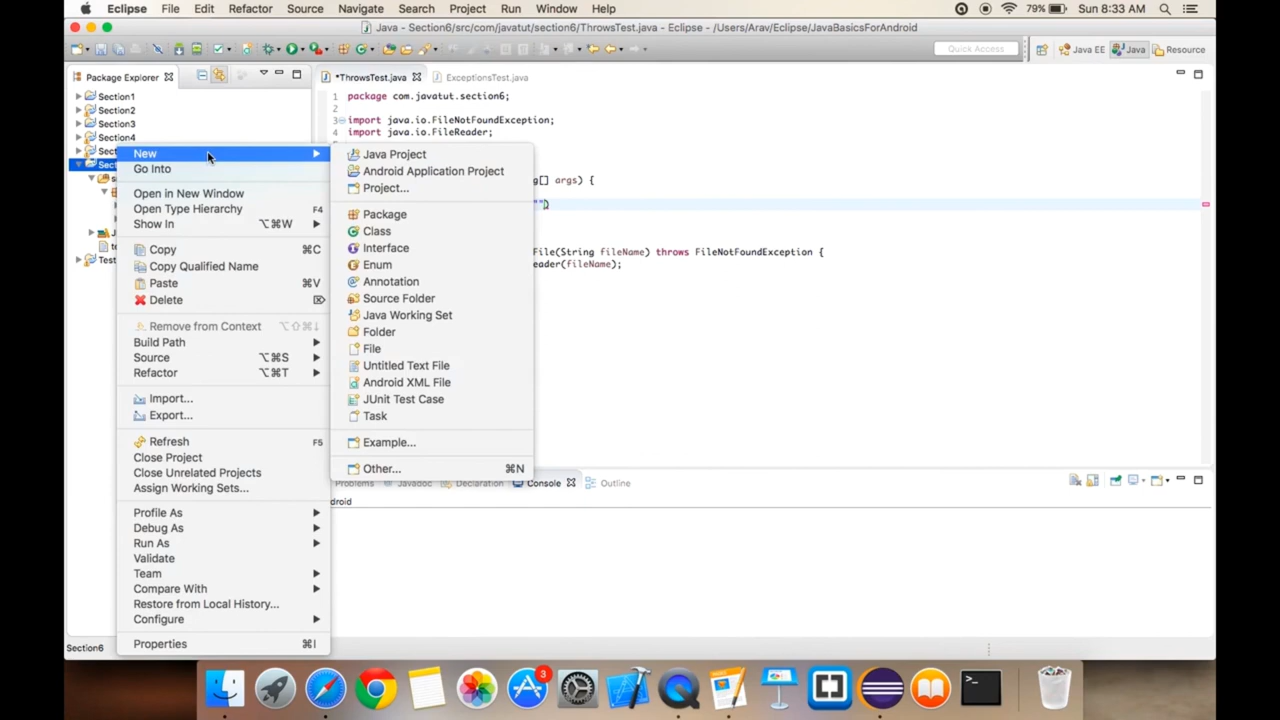 Eclipse File Edit Refactor Source Navigate Search Project Run Window Help 79% Sun 8:33 AM
Java - Section6/src/com/javatut/section6/ThrowsTest.java - Eclipse - /Users/Arav/Eclipse/JavaBasicsForAndroid
Quick Access Java EE Java Resource
Package Explorer
*ThrowsTest.java ExceptionsTest.java
Section1
Section2
Section3
Section4
Sec
Sect
s
J
te
Test
1 package com.javatut.section6;
2
3 import java.io.FileNotFoundException;
4 import java.io.FileReader;
g[] args) {
"")
File(String fileName) throws FileNotFoundException {
eader(fileName);
New
Go Into
Open in New Window
Open Type Hierarchy F4
Show In ⌥⌘W
Copy ⌘C
Copy Qualified Name
Paste ⌘V
Delete ⌦
Remove from Context ⌥⇧⌘↓
Build Path
Source ⌥⌘S
Refactor ⌥⌘T
Import...
Export...
Refresh F5
Close Project
Close Unrelated Projects
Assign Working Sets...
Profile As
Debug As
Run As
Validate
Team
Compare With
Restore from Local History...
Configure
Properties ⌘I
Java Project
Android Application Project
Project...
Package
Class
Interface
Enum
Annotation
Source Folder
Java Working Set
Folder
File
Untitled Text File
Android XML File
JUnit Test Case
Task
Example...
Other... ⌘N
Problems Javadoc Declaration Console Outline
droid
Section6
3